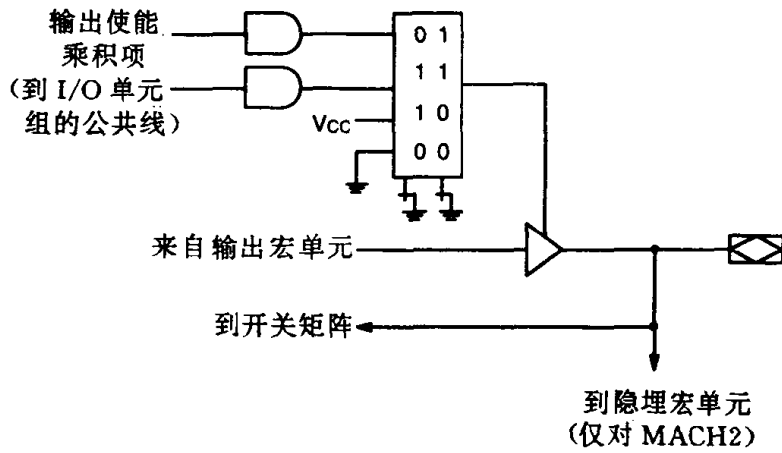 输出使能
乘积项
(到 I/O 单元
组的公共线)
0 1
1 1
Vcc
1 0
0 0
来自输出宏单元
到开关矩阵
到隐埋宏单元
(仅对 MACH2)